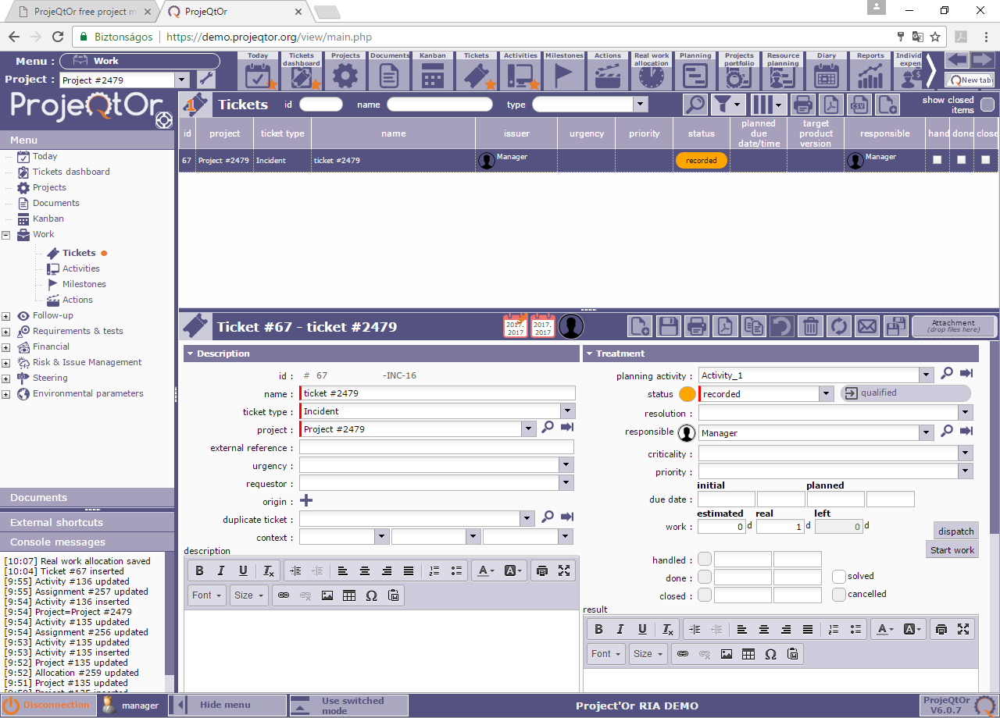 ProjeQtOr free project m
ProjeQtOr
Biztonságos
https://demo.projeqtor.org/view/main.php
Menu :
Work
Project :
Project #2479
Today
Tickets dashboard
Projects
Documents
Kanban
Tickets
Activities
Milestones
Actions
Real work allocation
Planning
Projects portfolio
Resource planning
Diary
Reports
Individ expen
New tab
ProjeQtOr
1
Tickets
id
name
type
CSV
show closed items
id
project
ticket type
name
issuer
urgency
priority
status
planned due date/time
target product version
responsible
hand
done
close
67
Project #2479
Incident
ticket #2479
Manager
recorded
Manager
Menu
Today
Tickets dashboard
Projects
Documents
Kanban
Work
Tickets
Activities
Milestones
Actions
Follow-up
Requirements & tests
Financial
Risk & Issue Management
Steering
Environmental parameters
Documents
External shortcuts
Console messages
[10:07] Real work allocation saved
[10:04] Ticket #67 inserted
[9:55] Activity #136 updated
[9:55] Assignment #257 updated
[9:54] Activity #136 inserted
[9:54] Project=Project #2479
[9:54] Activity #135 updated
[9:54] Assignment #256 updated
[9:53] Activity #135 updated
[9:53] Activity #135 inserted
[9:52] Project #135 updated
[9:52] Allocation #259 updated
[9:51] Project #135 updated
[9:50] Project #135 inserted
Ticket #67 - ticket #2479
2017.
2017
2017.
2017
Attachment
(drop files here)
Description
id :
# 67
-INC-16
name :
ticket #2479
ticket type :
Incident
project :
Project #2479
external reference :
urgency :
requestor :
origin :
duplicate ticket :
context :
description
B I U Ix
A
A
Font
Size
Ω
Treatment
planning activity :
Activity_1
status
recorded
qualified
resolution :
responsible
Manager
criticality :
priority :
initial
planned
due date :
estimated
real
left
work :
0 d
1 d
0 d
dispatch
Start work
handled :
done :
solved
closed :
cancelled
result
B I U Ix
A
A
Font
Size
Ω
Disconnection
manager
Hide menu
Use switched mode
Project'Or RIA DEMO
ProjeQtOr
V6.0.7